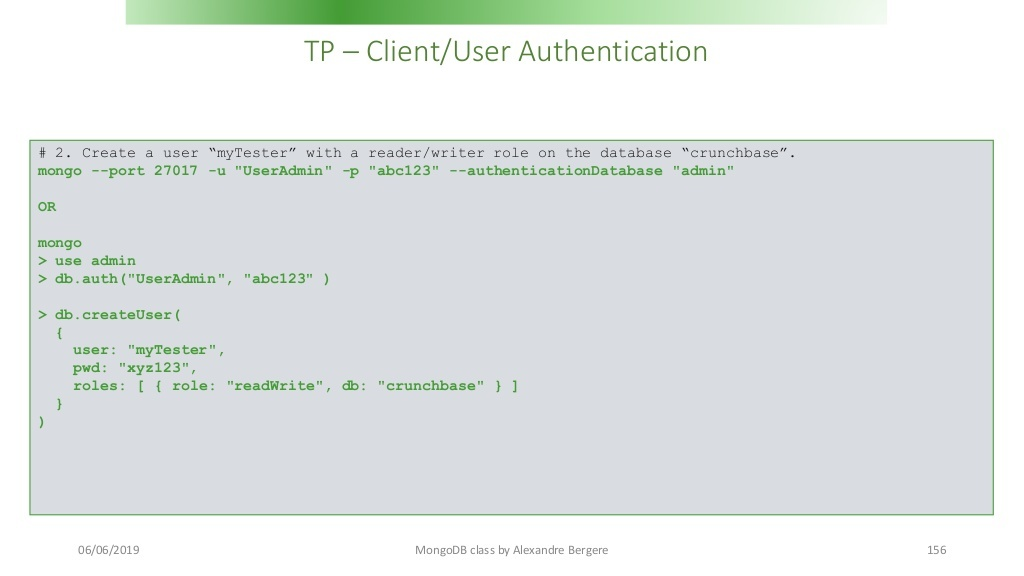 TP – Client/User Authentication
# 2. Create a user “myTester” with a reader/writer role on the database “crunchbase”.
mongo --port 27017 -u "UserAdmin" -p "abc123" --authenticationDatabase "admin"
OR
mongo
> use admin
> db.auth("UserAdmin", "abc123" )
> db.createUser(
{
user: "myTester",
pwd: "xyz123",
roles: [ { role: "readWrite", db: "crunchbase" } ]
}
)
06/06/2019
MongoDB class by Alexandre Bergere
156